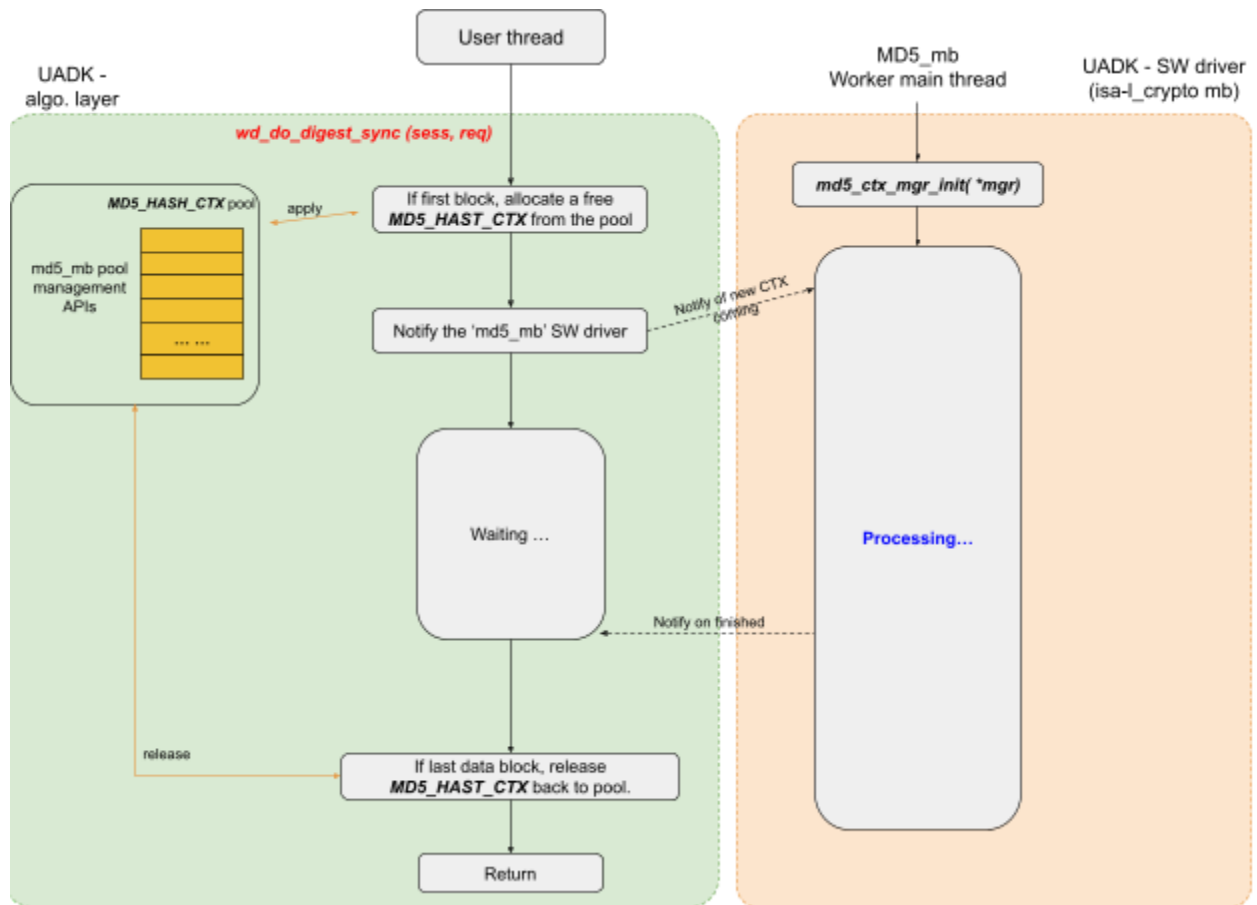 User thread
UADK -
algo. layer
MD5_mb
Worker main thread
UADK - SW driver
(isa-l_crypto mb)
wd_do_digest_sync (sess, req)
MD5_HASH_CTX pool
md5_mb pool
management
APIs
... ...
apply
If first block, allocate a free
MD5_HAST_CTX from the pool
md5_ctx_mgr_init( *mgr)
Notify the 'md5_mb' SW driver
Notify of new CTX
coming
Waiting ...
Processing...
Notify on finished
release
If last data block, release
MD5_HAST_CTX back to pool.
Return